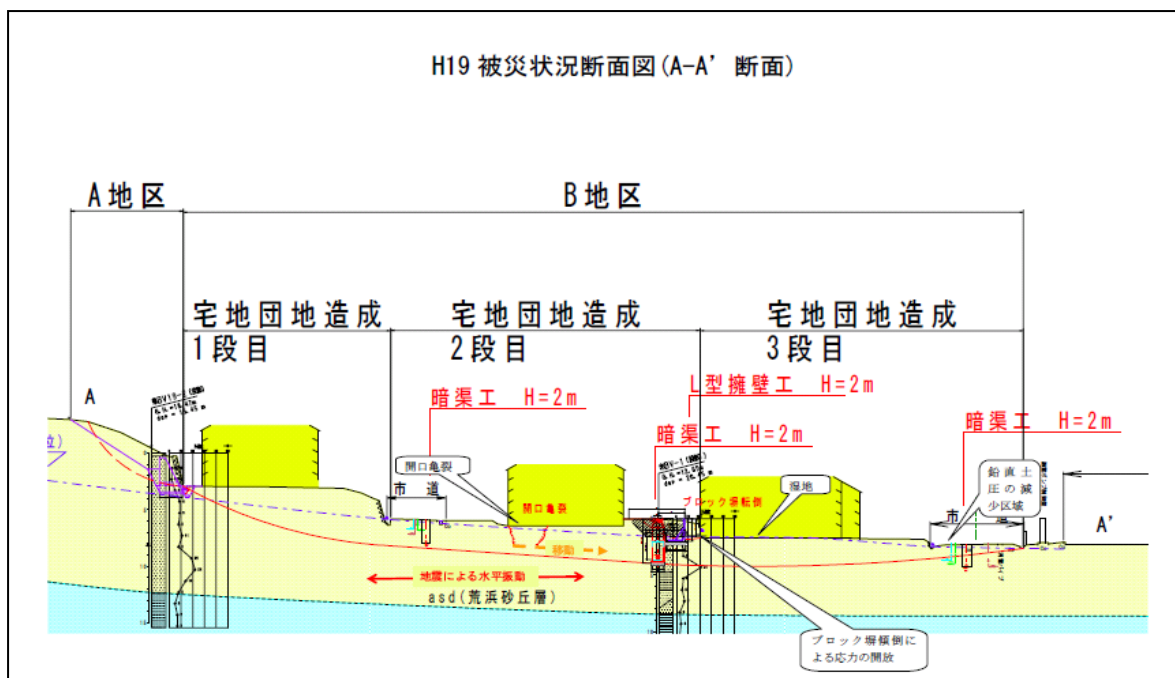 H19 被災状況断面図(A-A' 断面)
A地区
B地区
宅地団地造成
1段目
宅地団地造成
2段目
宅地団地造成
3段目
L型擁壁工 H=2m
暗渠工 H=2m
暗渠工 H=2m
暗渠工 H=2m
A
開口亀裂
市 道
開口亀裂
ブロック塀転倒
湿地
鉛直土
圧の減
少区域
市
A'
移動
地震による水平振動
asd(荒浜砂丘層)
ブロック塀傾倒に
よる応力の開放